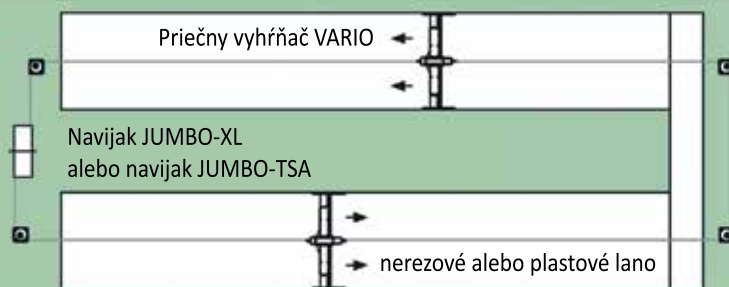 Priečny vyhŕňač VARIO
Navijak JUMBO-XL
alebo navijak JUMBO-TSA
nerezové alebo plastové lano